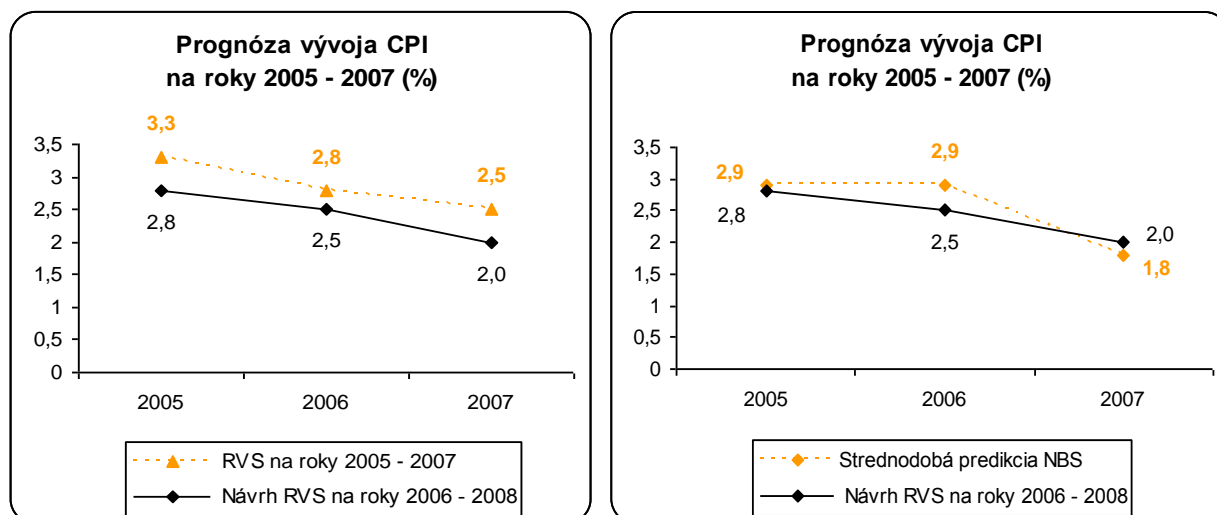 Prognóza vývoja CPI
na roky 2005 - 2007 (%)
3,3
2,8
2,5
2,8
2,5
2,0
3,5
3
2,5
2
1,5
1
0,5
0
2005 2006 2007
RVS na roky 2005 - 2007
Návrh RVS na roky 2006 - 2008
Prognóza vývoja CPI
na roky 2005 - 2007 (%)
2,9
2,9
1,8
2,8
2,5
2,0
3,5
3
2,5
2
1,5
1
0,5
0
2005 2006 2007
Strednodobá predikcia NBS
Návrh RVS na roky 2006 - 2008